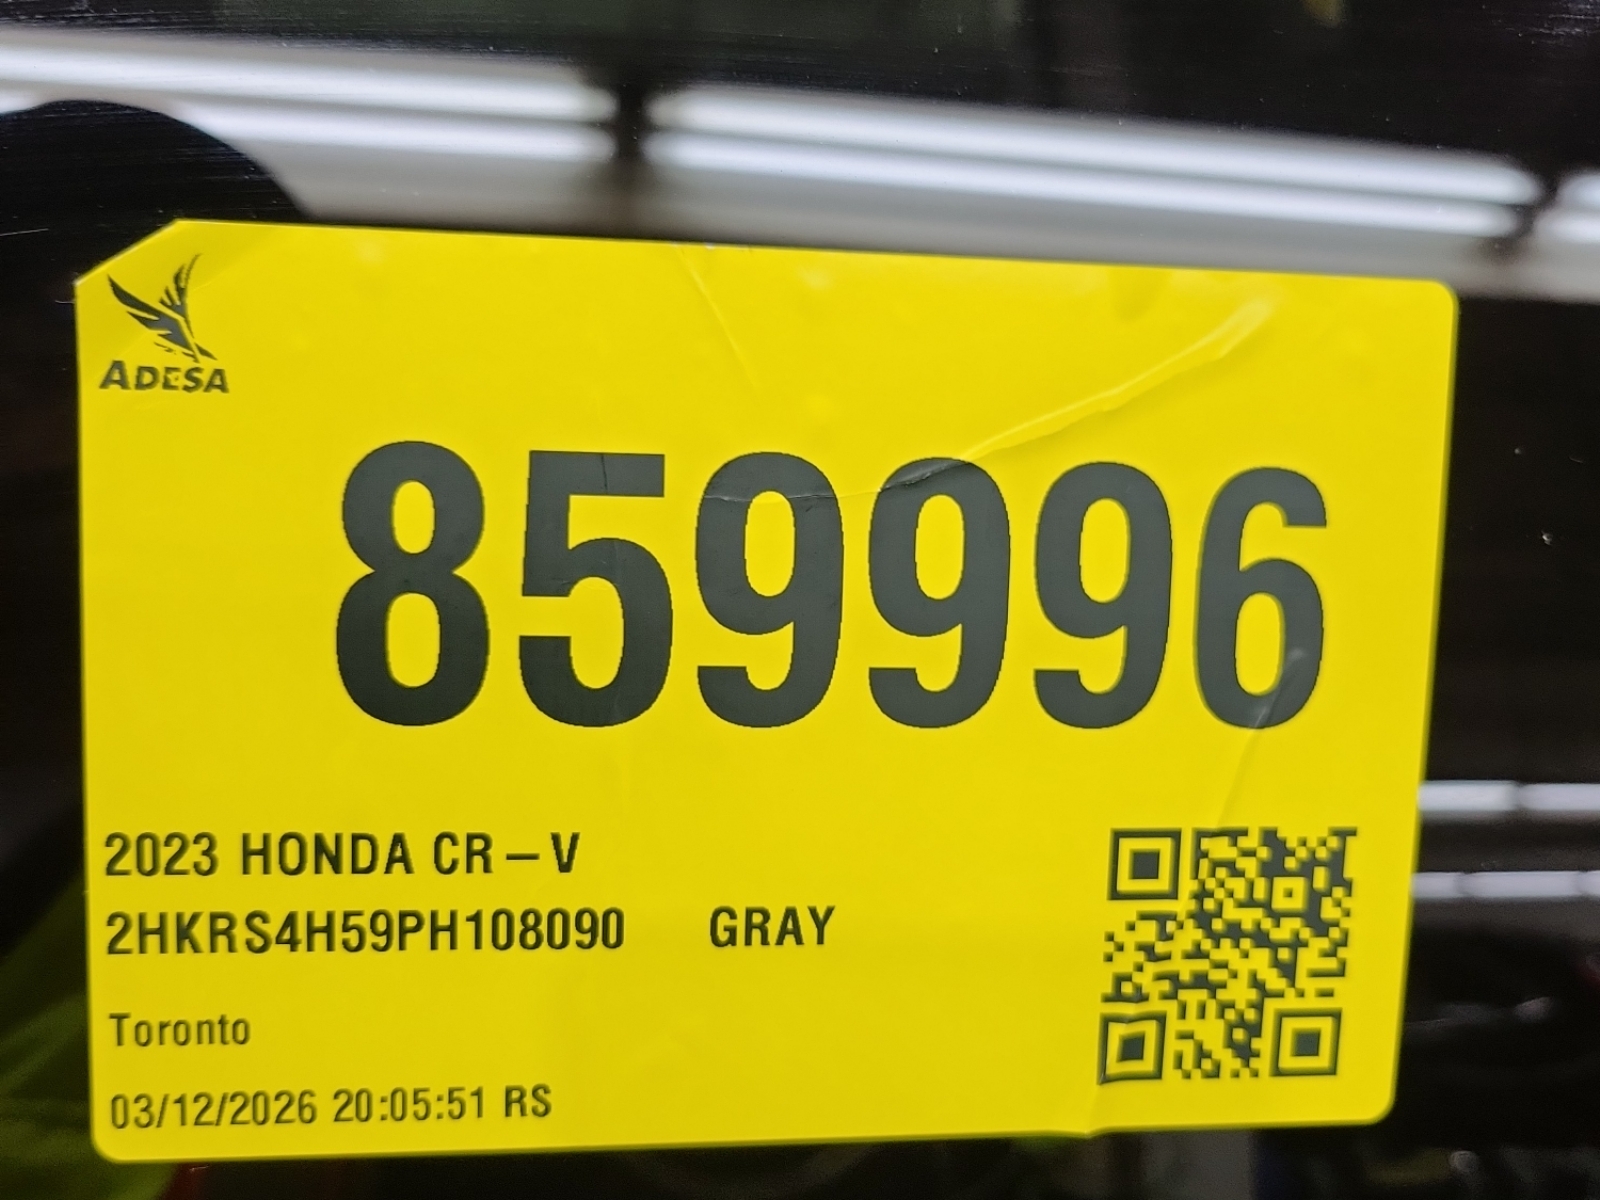 ADESA
859996
2023 HONDA CR – V
2HKRS4H59PH108090 GRAY
Toronto
03/12/2026 20:05:51 RS